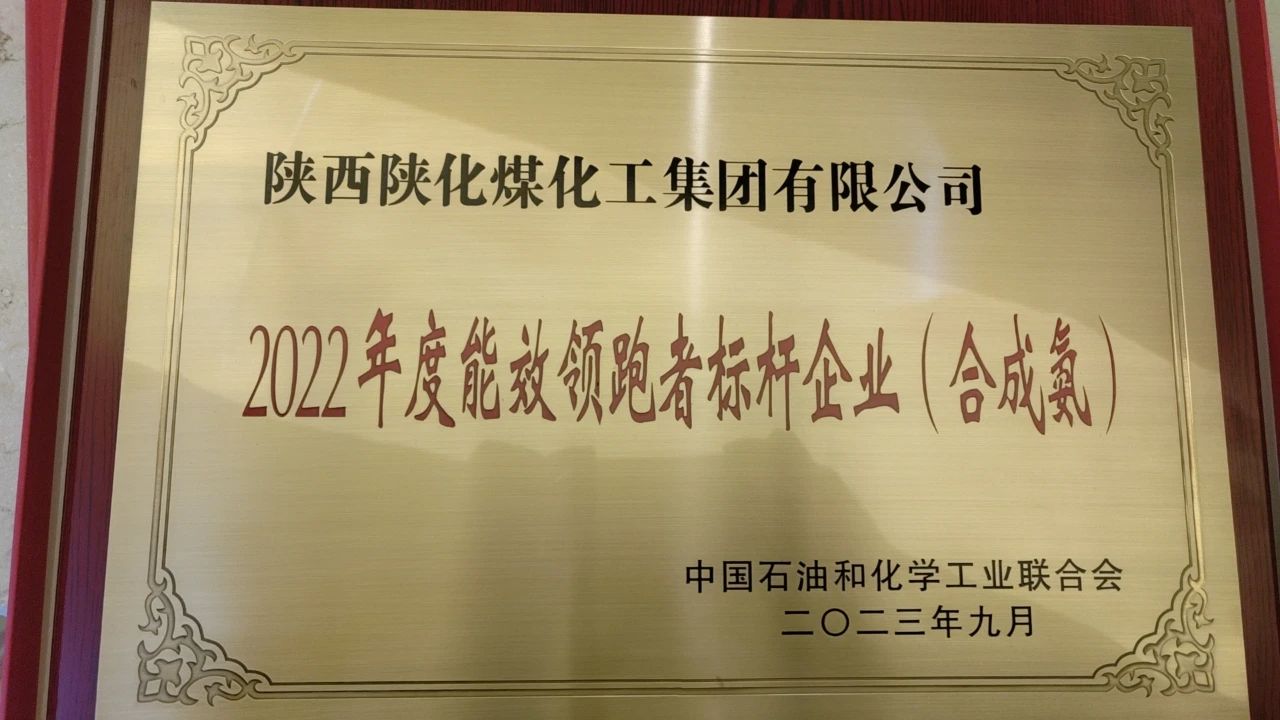 陕西陕化煤化工集团有限公司
2022年度能效领跑者标杆企业（合成氨）
中国石油和化学工业联合会
二〇二三年九月